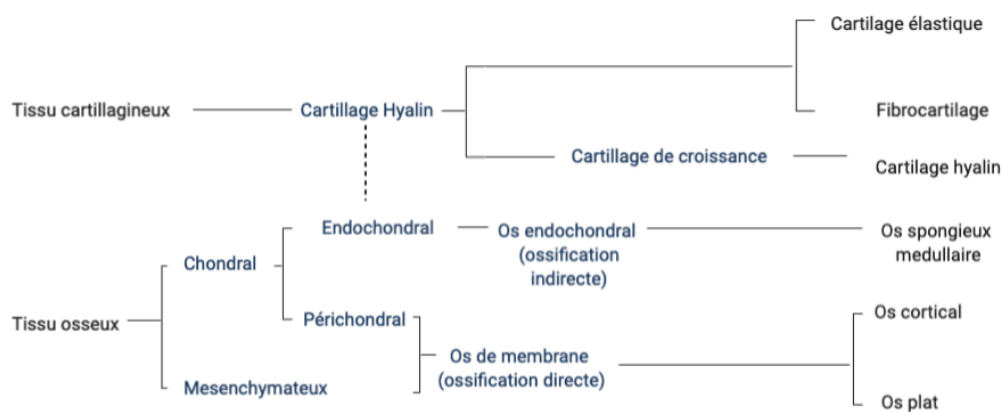 Cartilage élastique
Tissu cartillagineux
Cartillage Hyalin
Fibrocartilage
Cartillage de croissance
Cartilage hyalin
Endochondral
Os endochondral
(ossification
indirecte)
Os spongieux
medullaire
Chondral
Tissu osseux
Périchondral
Os cortical
Mesenchymateux
Os de membrane
(ossification directe)
Os plat